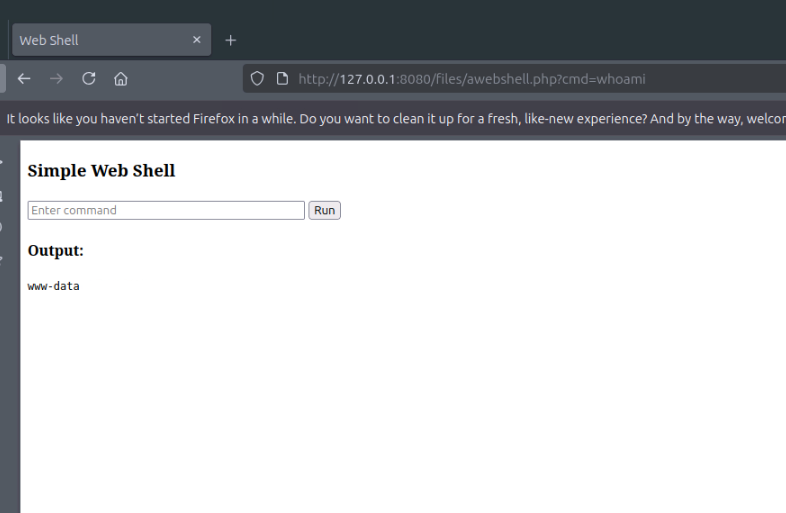 Web Shell
http://127.0.0.1:8080/files/awebshell.php?cmd=whoami
It looks like you haven't started Firefox in a while. Do you want to clean it up for a fresh, like-new experience? And by the way,
Simple Web Shell
Enter command Run
Output:
www-data